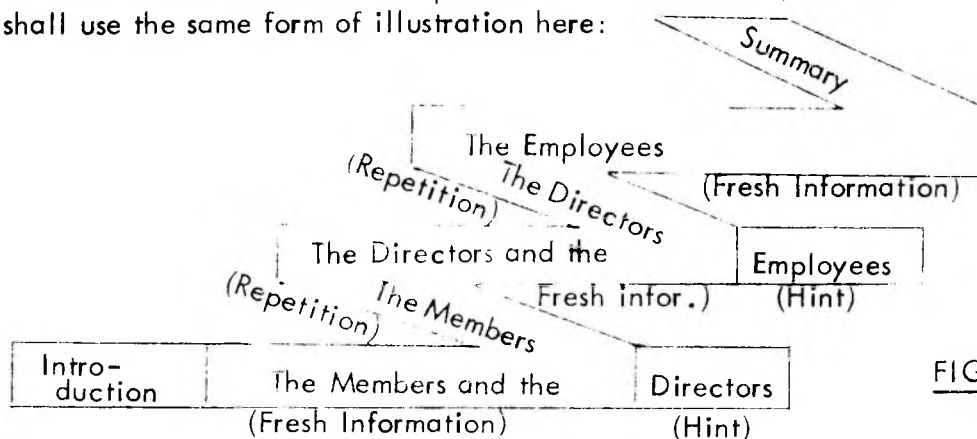 shall use the same form of illustration here:
Summary
The Employees
(Repetition)
The Directors
(Fresh Information)
The Directors and the
Employees
(Repetition)
The Members
Fresh infor.)
(Hint)
Intro-
duction
The Members and the
Directors
(Fresh Information)
(Hint)
FIG